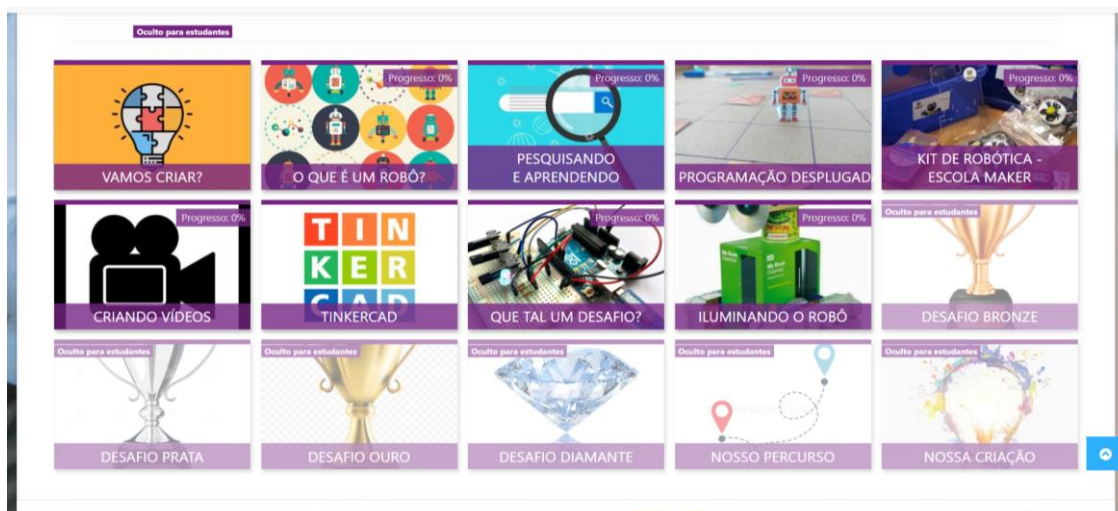 Oculto para estudantes
VAMOS CRIAR?
Progresso: 0%
O QUE É UM ROBÔ?
Progresso: 0%
PESQUISANDO
E APRENDENDO
Progresso: 0%
PROGRAMAÇÃO DESPLUGAD
Progresso: 0%
KIT DE ROBÓTICA -
ESCOLA MAKER
Progresso: 0%
CRIANDO VÍDEOS
TIN
KER
CAD
TINKERCAD
Progresso: 0%
QUE TAL UM DESAFIO?
Progresso: 0%
ILUMINANDO O ROBÔ
Oculto para estudantes
DESAFIO BRONZE
Oculto para estudantes
DESAFIO PRATA
Oculto para estudantes
DESAFIO OURO
Oculto para estudantes
DESAFIO DIAMANTE
Oculto para estudantes
NOSSO PERCURSO
Oculto para estudantes
NOSSA CRIAÇÃO